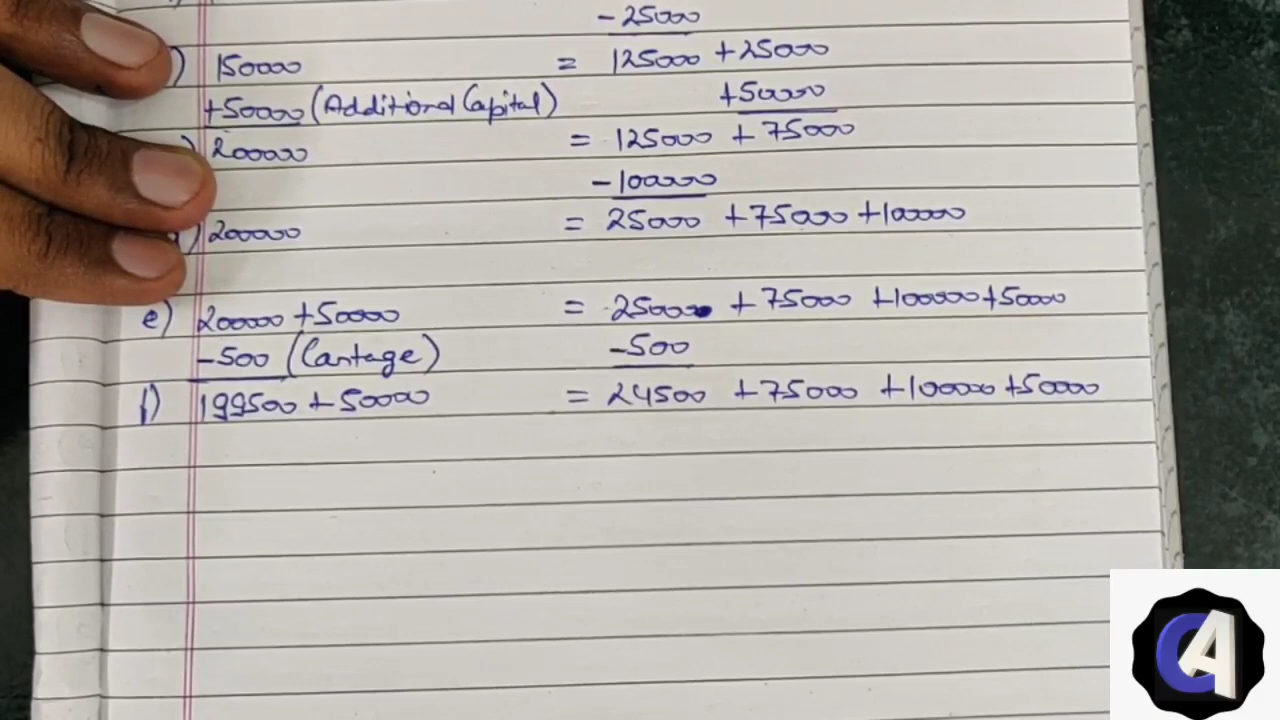 -25000
) 150000 = 125000 +25000
+50000 (Additional Capital) +50000
) 200000 = 125000 + 75000
-100000
) 200000 = 25000 +75000 +100000
e) 200000 +50000 = 25000 +75000 +100000+50000
-500 (Cartage) -500
f) 199500 +50000 = 24500 +75000 +100000 +50000
CA